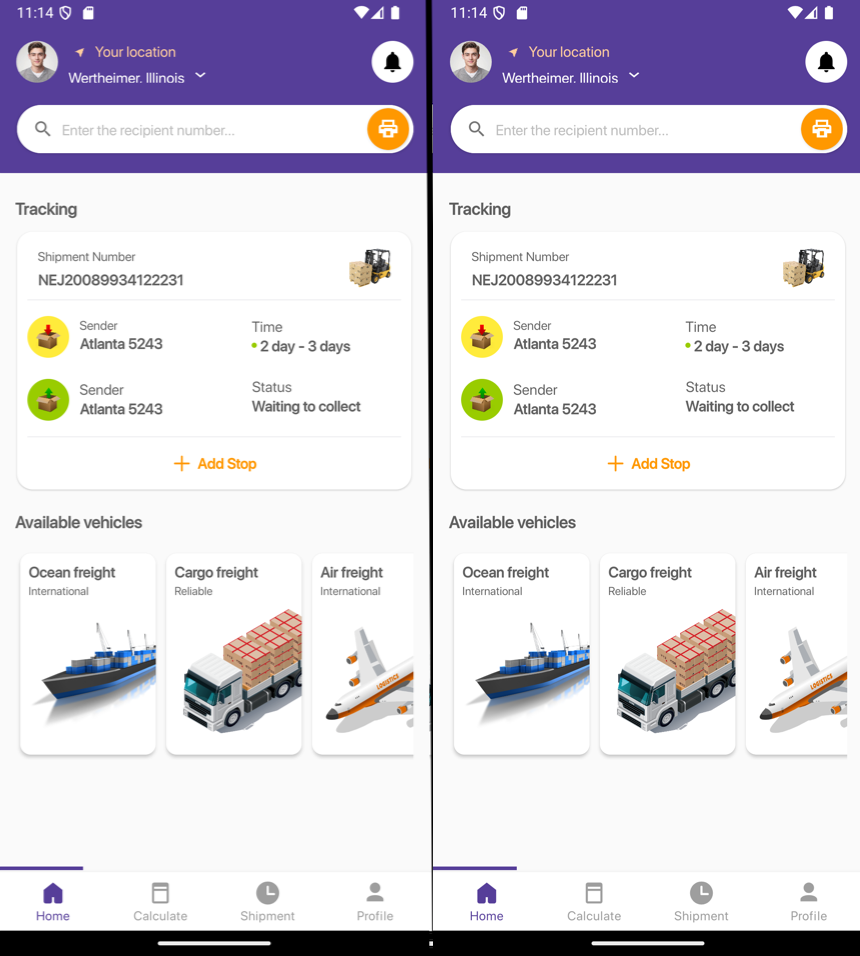 11:14
Your location
Wertheimer. Illinois
Enter the recipient number...
Tracking
Shipment Number
NEJ20089934122231
Sender
Atlanta 5243
Time
2 day - 3 days
Sender
Atlanta 5243
Status
Waiting to collect
Add Stop
Available vehicles
Ocean freight
International
Cargo freight
Reliable
Air freight
International
LOGISTICS
Home
Calculate
Shipment
Profile
11:14
Your location
Wertheimer. Illinois
Enter the recipient number...
Tracking
Shipment Number
NEJ20089934122231
Sender
Atlanta 5243
Time
2 day - 3 days
Sender
Atlanta 5243
Status
Waiting to collect
Add Stop
Available vehicles
Ocean freight
International
Cargo freight
Reliable
Air freight
International
LOGISTICS
Home
Calculate
Shipment
Profile